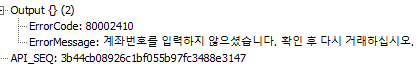 Output {} (2)
ErrorCode: 80002410
ErrorMessage: 계좌번호를 입력하지 않으셨습니다. 확인 후 다시 거래하십시오.
API_SEQ: 3b44cb08926c1bf055b97fc3488e3147